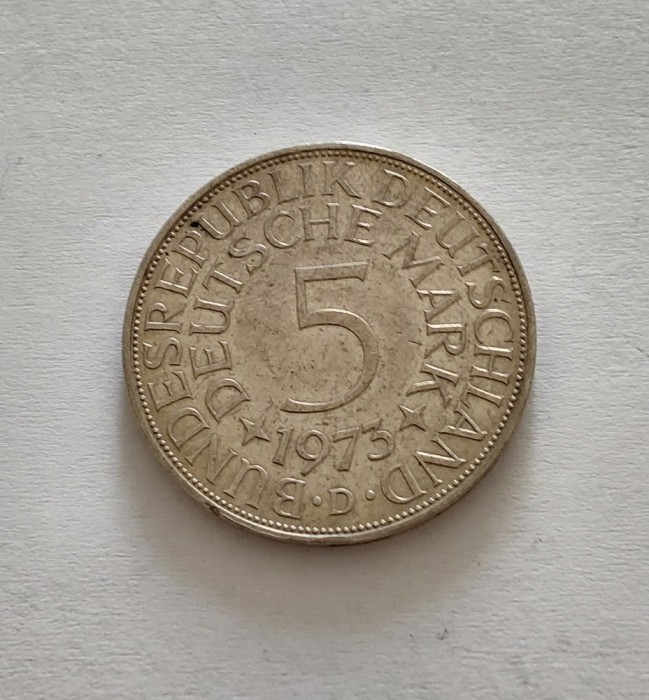 BUNDESREPUBLIK DEUTSCHLAND
DEUTSCHE MARK
5
1973
· D ·